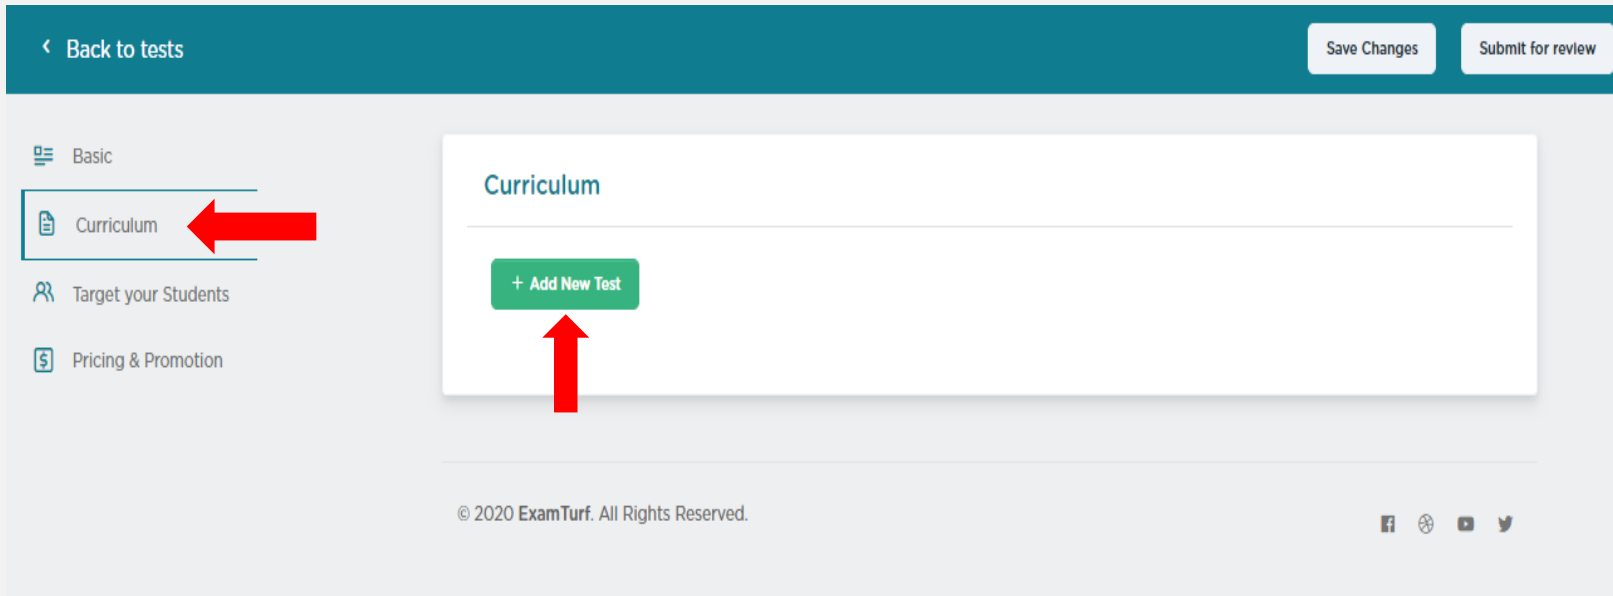 Back to tests
Save Changes
Submit for review
Basic
Curriculum
Target your Students
Pricing & Promotion
Curriculum
+ Add New Test
© 2020 ExamTurf. All Rights Reserved.